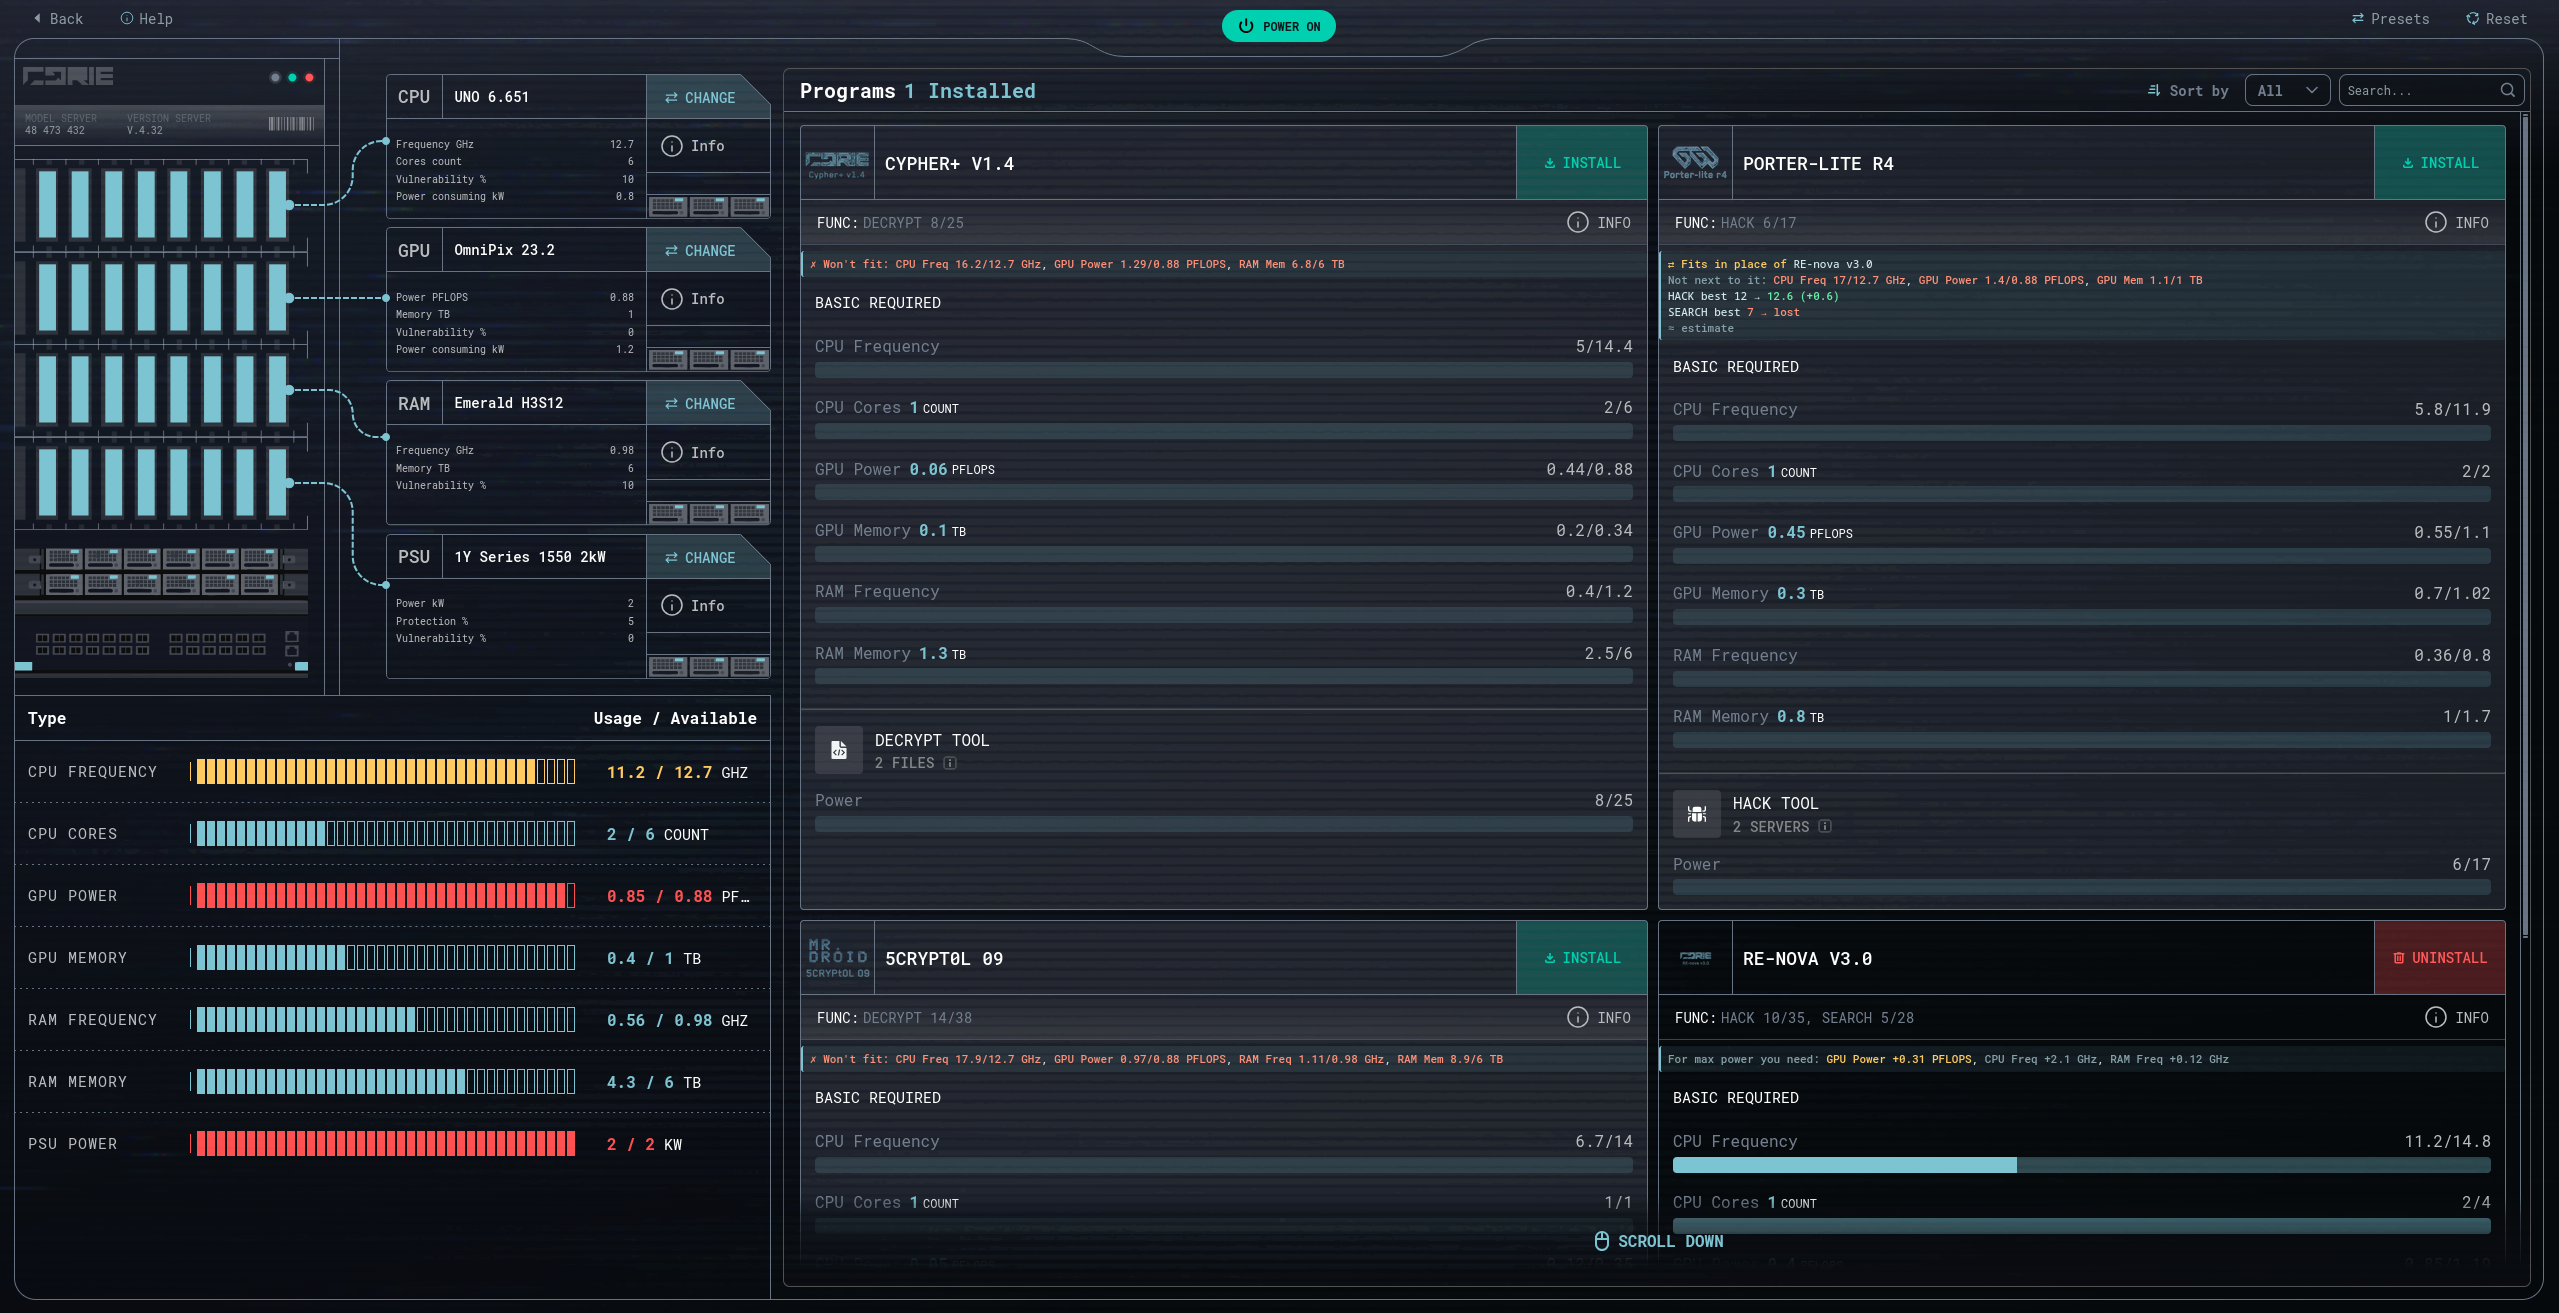 Back
Help
POWER ON
Presets
Reset
CORIE
MODEL SERVER
48 473 432
VERSION SERVER
V.4.32
CPU
UNO 6.651
CHANGE
Frequency GHz 12.7
Cores count 6
Vulnerability % 10
Power consuming kW 0.8
Info
GPU
OmniPix 23.2
CHANGE
Power PFLOPS 0.88
Memory TB 1
Vulnerability % 0
Power consuming kW 1.2
Info
RAM
Emerald H3S12
CHANGE
Frequency GHz 0.98
Memory TB 6
Vulnerability % 10
Info
PSU
1Y Series 1550 2kW
CHANGE
Power kW 2
Protection % 5
Vulnerability % 0
Info
Type
Usage / Available
CPU FREQUENCY 11.2 / 12.7 GHZ
CPU CORES 2 / 6 COUNT
GPU POWER 0.85 / 0.88 PF…
GPU MEMORY 0.4 / 1 TB
RAM FREQUENCY 0.56 / 0.98 GHZ
RAM MEMORY 4.3 / 6 TB
PSU POWER 2 / 2 KW
Programs 1 Installed
Sort by
All
Search...
CORIE
Cypher+ v1.4
CYPHER+ V1.4
INSTALL
FUNC: DECRYPT 8/25
INFO
✗ Won't fit: CPU Freq 16.2/12.7 GHz, GPU Power 1.29/0.88 PFLOPS, RAM Mem 6.8/6 TB
BASIC REQUIRED
CPU Frequency 5/14.4
CPU Cores 1 COUNT 2/6
GPU Power 0.06 PFLOPS 0.44/0.88
GPU Memory 0.1 TB 0.2/0.34
RAM Frequency 0.4/1.2
RAM Memory 1.3 TB 2.5/6
DECRYPT TOOL
2 FILES
Power 8/25
Porter-lite r4
PORTER-LITE R4
INSTALL
FUNC: HACK 6/17
INFO
⇄ Fits in place of RE-nova v3.0
Not next to it: CPU Freq 17/12.7 GHz, GPU Power 1.4/0.88 PFLOPS, GPU Mem 1.1/1 TB
HACK best 12 → 12.6 (+0.6)
SEARCH best 7 → lost
≈ estimate
BASIC REQUIRED
CPU Frequency 5.8/11.9
CPU Cores 1 COUNT 2/2
GPU Power 0.45 PFLOPS 0.55/1.1
GPU Memory 0.3 TB 0.7/1.02
RAM Frequency 0.36/0.8
RAM Memory 0.8 TB 1/1.7
HACK TOOL
2 SERVERS
Power 6/17
MR.
DROID
5CRYPt0L 09
5CRYPT0L 09
INSTALL
FUNC: DECRYPT 14/38
INFO
✗ Won't fit: CPU Freq 17.9/12.7 GHz, GPU Power 0.97/0.88 PFLOPS, RAM Freq 1.11/0.98 GHz, RAM Mem 8.9/6 TB
BASIC REQUIRED
CPU Frequency 6.7/14
CPU Cores 1 COUNT 1/1
CORIE
RE-NOVA V3.0
UNINSTALL
FUNC: HACK 10/35, SEARCH 5/28
INFO
For max power you need: GPU Power +0.31 PFLOPS, CPU Freq +2.1 GHz, RAM Freq +0.12 GHz
BASIC REQUIRED
CPU Frequency 11.2/14.8
CPU Cores 1 COUNT 2/4
SCROLL DOWN